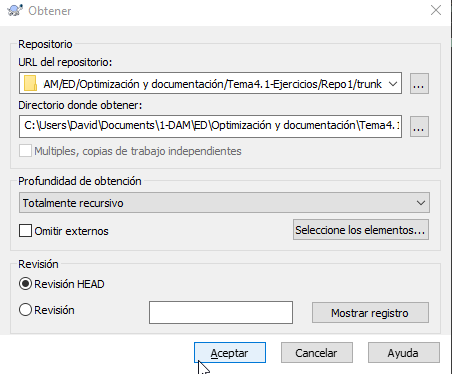 Obtener
Repositorio
URL del repositorio:
AM/ED/Optimización y documentación/Tema4.1-Ejercicios/Repo1/trunk
...
Directorio donde obtener:
C:\Users\David\Documents\1-DAM\ED\Optimización y documentación\Tema4.1
...
Multiples, copias de trabajo independientes
Profundidad de obtención
Totalmente recursivo
Omitir externos
Seleccione los elementos...
Revisión
Revisión HEAD
Revisión
Mostrar registro
Aceptar
Cancelar
Ayuda